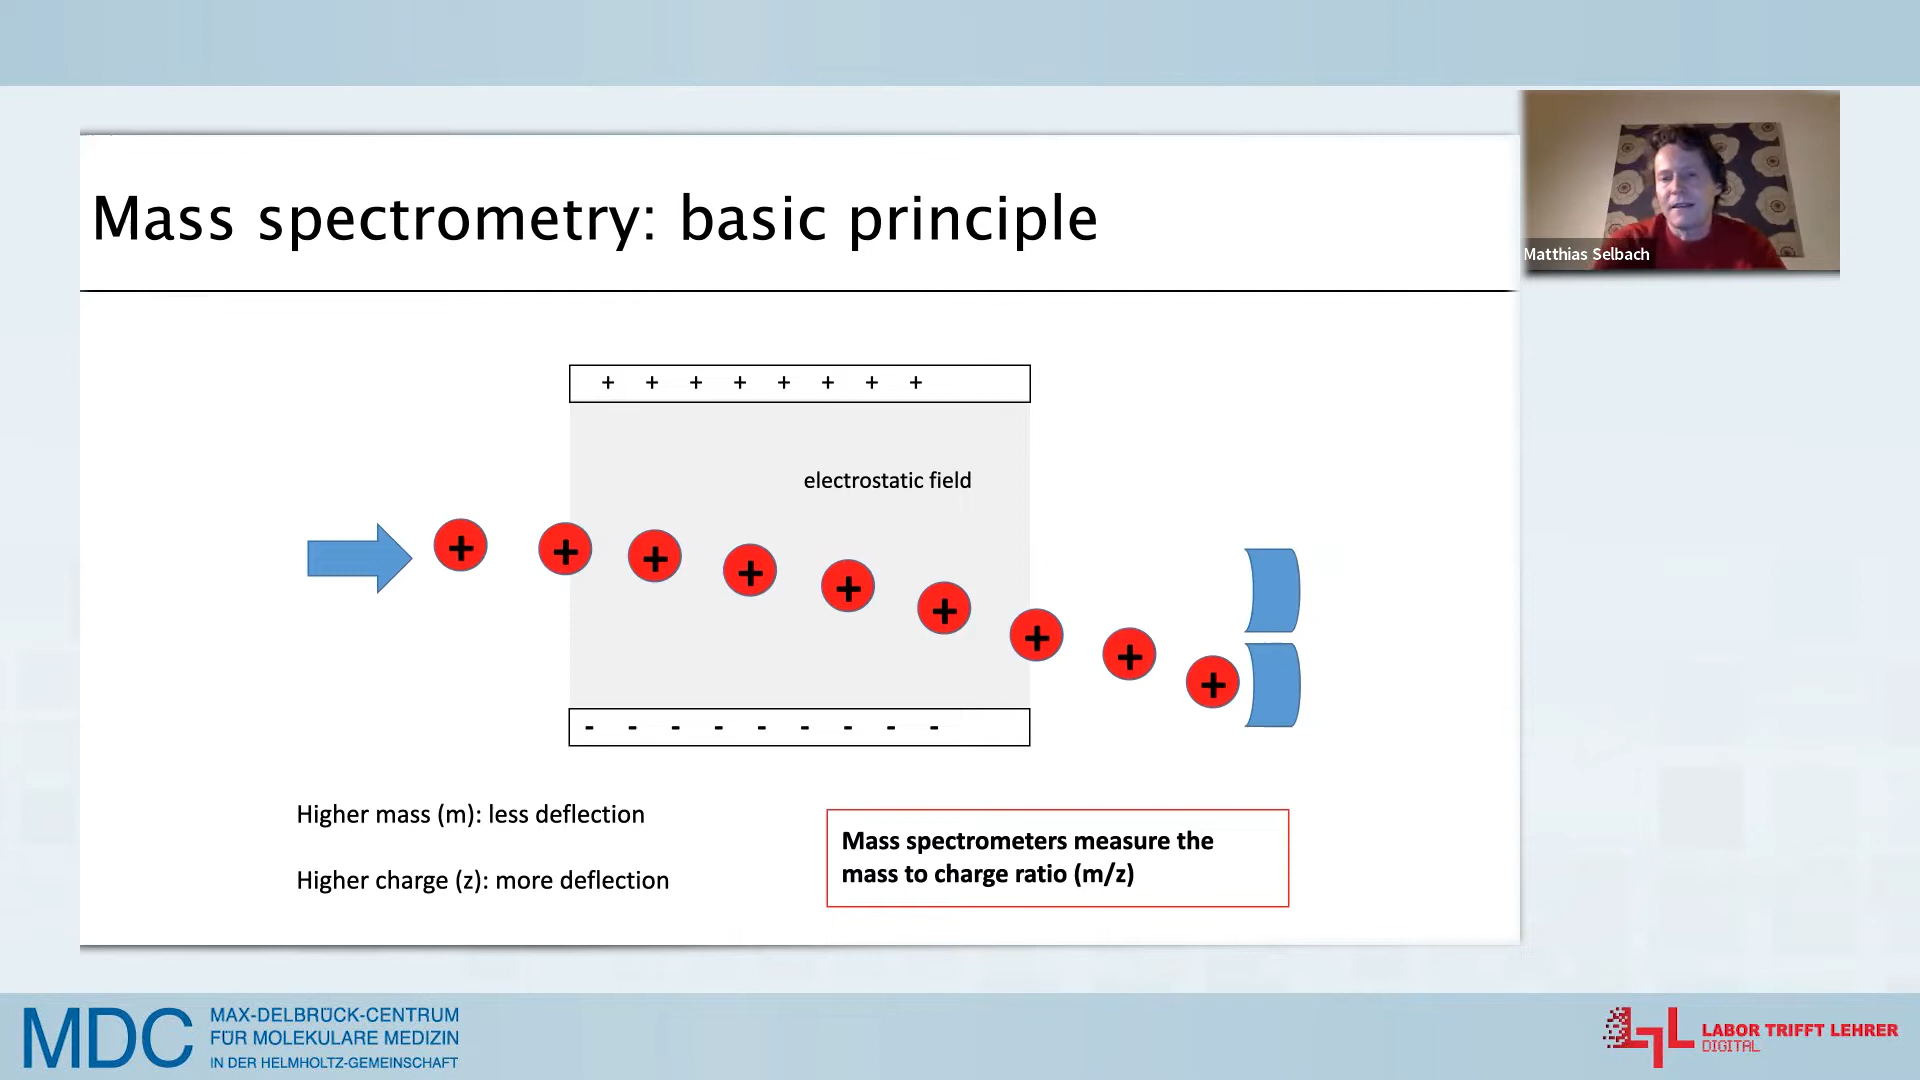 Mass spectrometry: basic principle
Matthias Selbach
+ + + + + + + +
electrostatic field
+ + + + + + + + +
- - - - - - - - -
Higher mass (m): less deflection
Higher charge (z): more deflection
Mass spectrometers measure the
mass to charge ratio (m/z)
MDC
MAX-DELBRÜCK-CENTRUM
FÜR MOLEKULARE MEDIZIN
IN DER HELMHOLTZ-GEMEINSCHAFT
LTL
LABOR TRIFFT LEHRER
DIGITAL